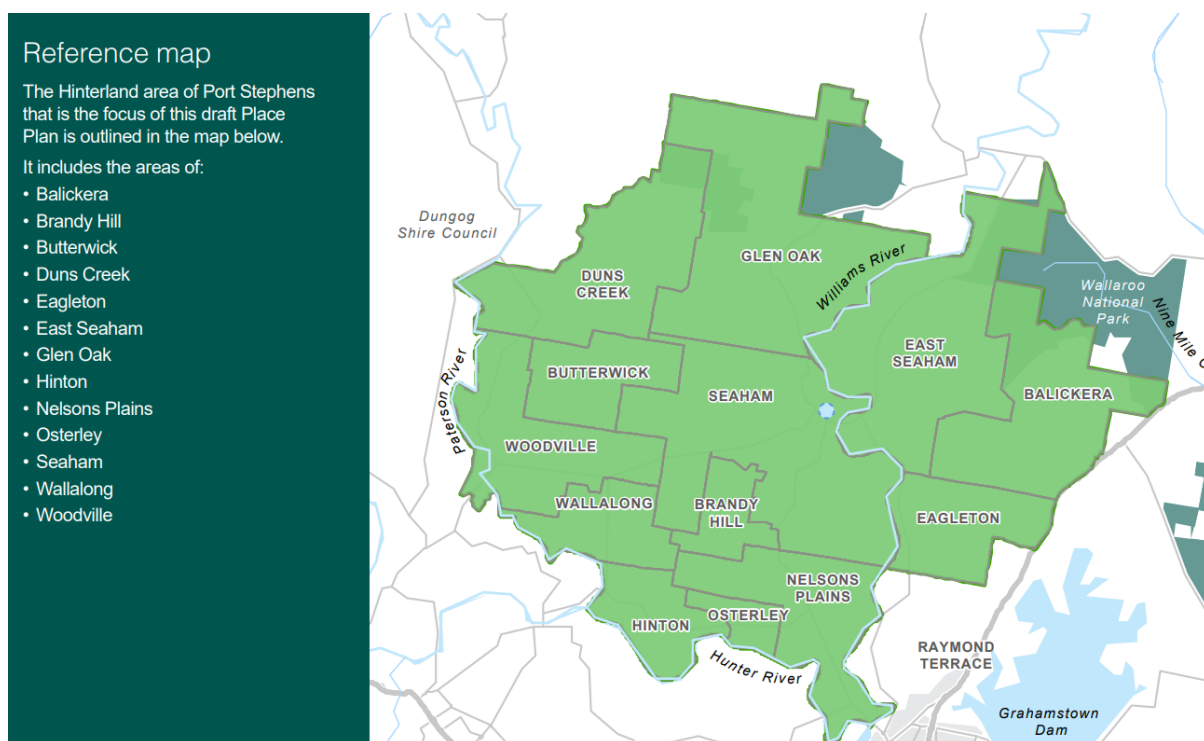 Reference map
The Hinterland area of Port Stephens
that is the focus of this draft Place
Plan is outlined in the map below.
It includes the areas of:
• Balickera
• Brandy Hill
• Butterwick
• Duns Creek
• Eagleton
• East Seaham
• Glen Oak
• Hinton
• Nelsons Plains
• Osterley
• Seaham
• Wallalong
• Woodville
Dungog
Shire Council
GLEN OAK
Williams River
DUNS
CREEK
Wallaroo
National
Park
Nine Mile C
EAST
SEAHAM
Paterson River
BUTTERWICK
SEAHAM
BALICKERA
WOODVILLE
WALLALONG
BRANDY
HILL
EAGLETON
NELSONS
PLAINS
OSTERLEY
HINTON
Hunter River
RAYMOND
TERRACE
Grahamstown
Dam